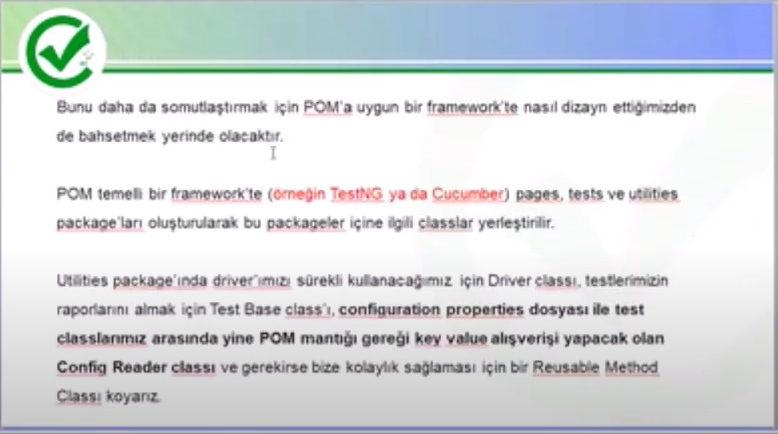 Bunu daha da somutlaştırmak için POM'a uygun bir framework'te nasıl dizayn ettiğimizden
de bahsetmek yerinde olacaktır.
POM temelli bir framework'te (örneğin TestNG ya da Cucumber) pages, tests ve utilities
package'ları oluşturularak bu packageler içine ilgili classlar yerleştirilir.
Utilities package'ında driver'ımızı sürekli kullanacağımız için Driver classı, testlerimizin
raporlarını almak için Test Base class'ı, configuration properties dosyası ile test
classlarımız arasında yine POM mantığı gereği key value alışverişi yapacak olan
Config Reader classı ve gerekirse bize kolaylık sağlaması için bir Reusable Method
Classı koyarız.